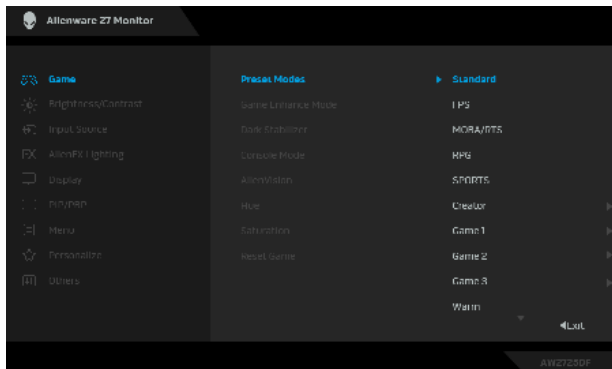 Alienware 27 Monitor
Game
Brightness/Contrast
Input Source
AlienFX Lighting
Display
PIP/PBP
Menu
Personalize
Others
Preset Modes
Game Enhance Mode
Dark Stabilizer
Console Mode
AlienVision
Hue
Saturation
Reset Game
Standard
FPS
MOBA/RTS
RPG
SPORTS
Creator
Game 1
Game 2
Game 3
Warm
Exit
AW2725DF